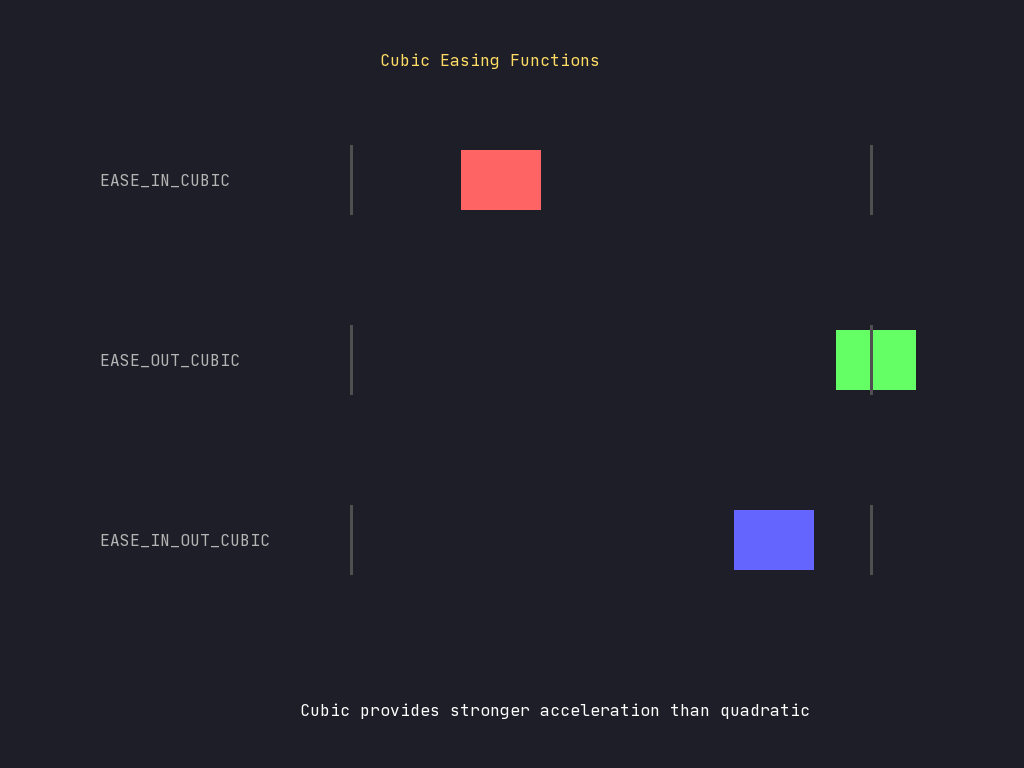 Cubic Easing Functions
EASE_IN_CUBIC
EASE_OUT_CUBIC
EASE_IN_OUT_CUBIC
Cubic provides stronger acceleration than quadratic